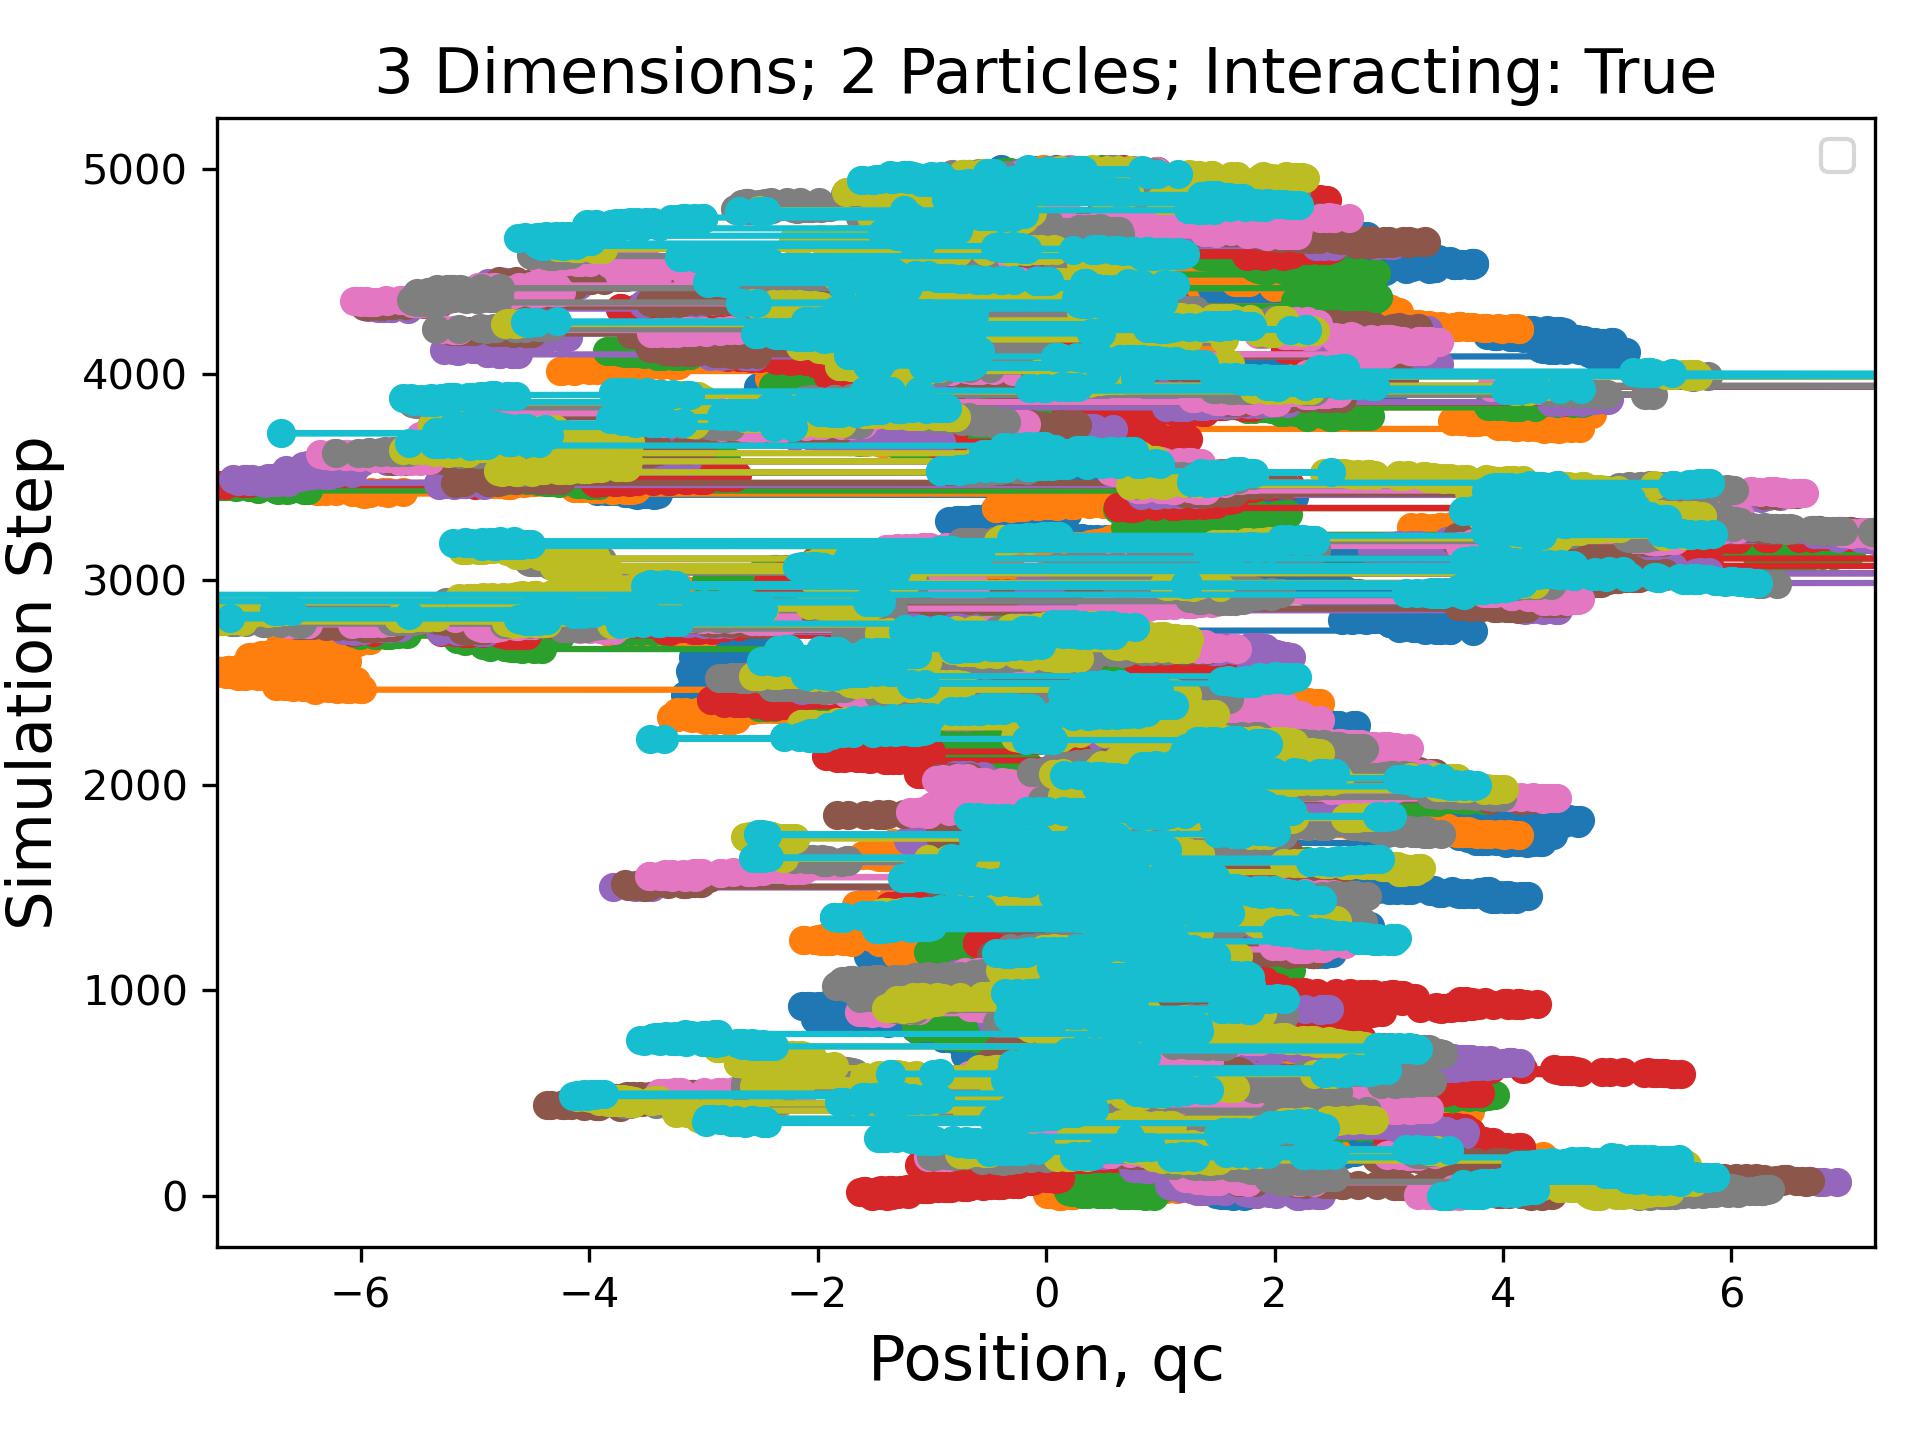 3 Dimensions; 2 Particles; Interacting: True
5000
4000
3000
2000
1000
0
Simulation Step
−6 −4 −2 0 2 4 6
Position, qc